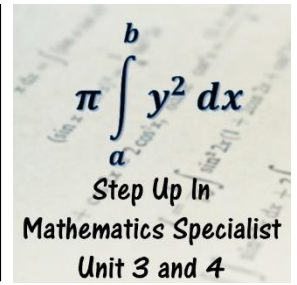 b
π ∫ y² dx
a
Step Up In
Mathematics Specialist
Unit 3 and 4